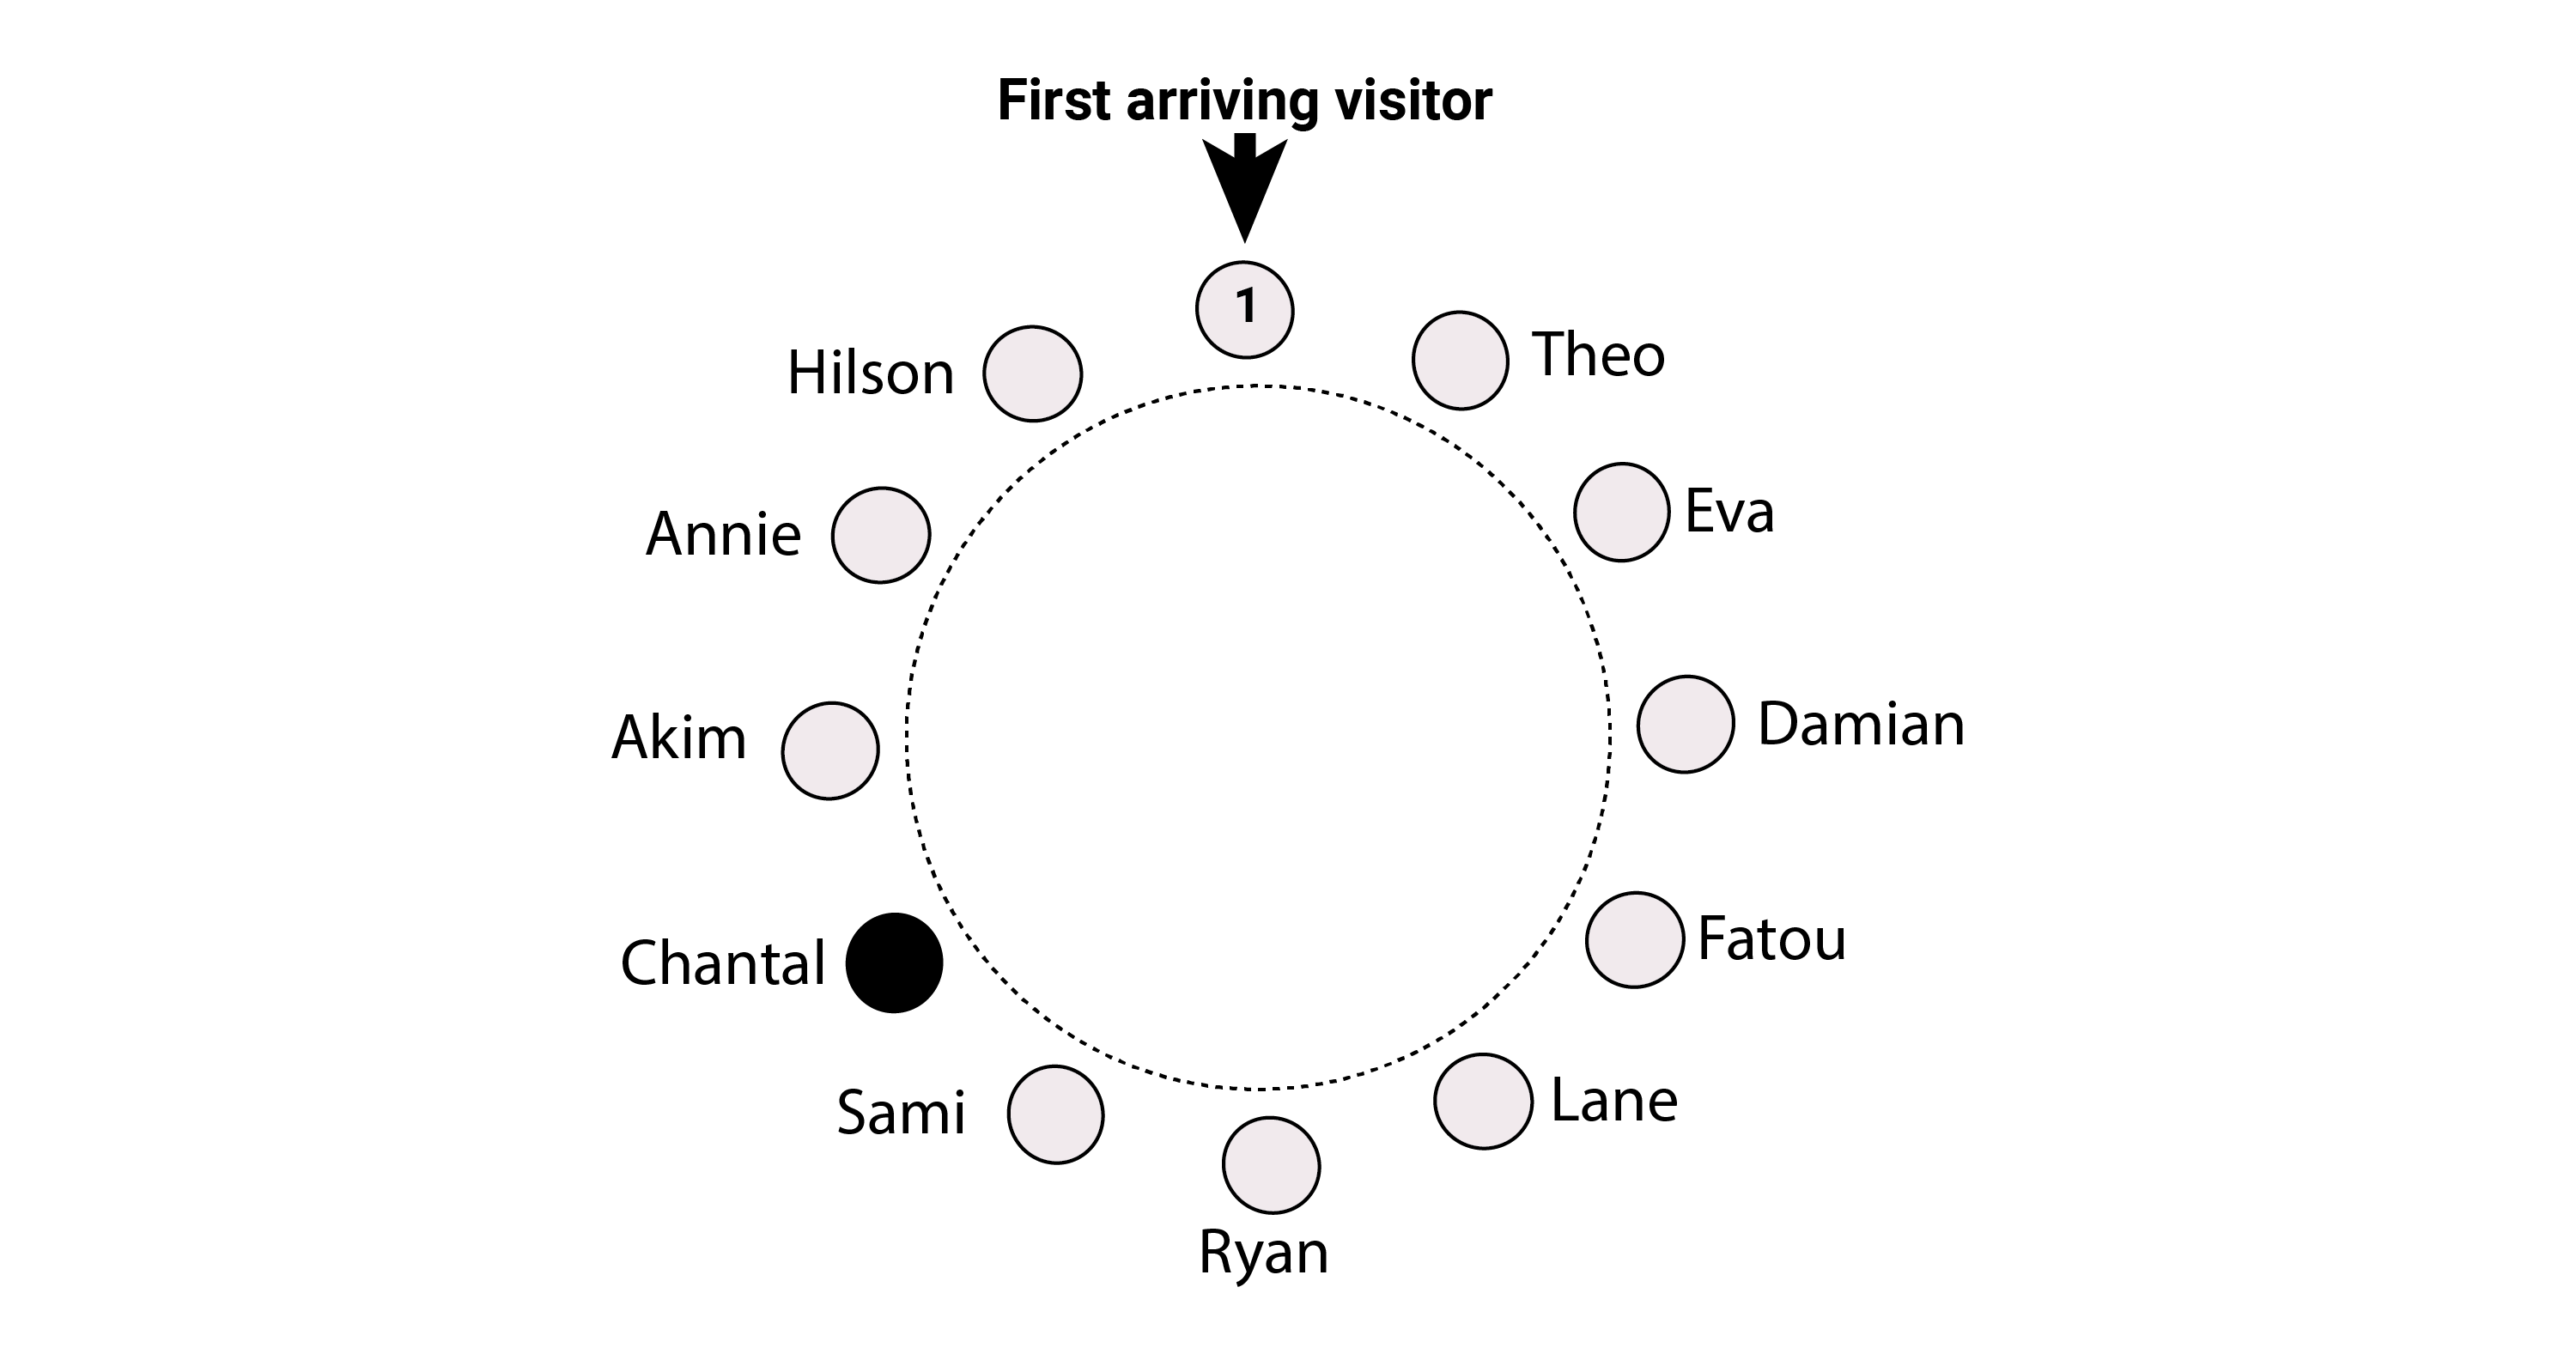 First arriving visitor
1
Theo
Hilson
Eva
Annie
Damian
Akim
Fatou
Chantal
Lane
Sami
Ryan